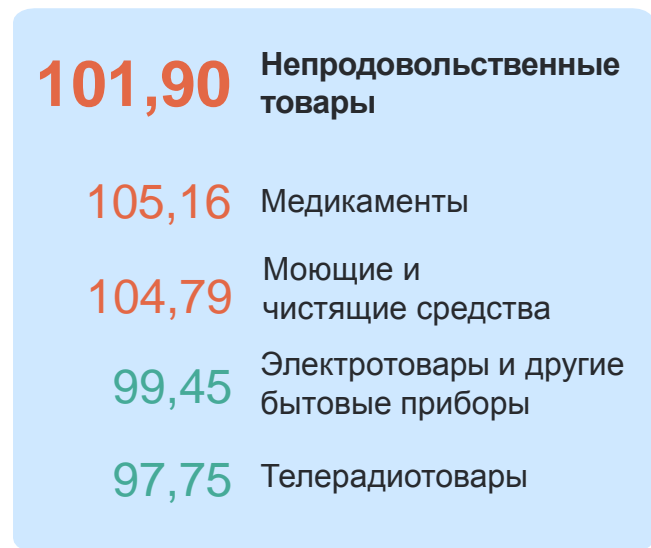 101,90 Непродовольственные
товары
105,16 Медикаменты
104,79 Моющие и
чистящие средства
99,45 Электротовары и другие
бытовые приборы
97,75 Телерадиотовары